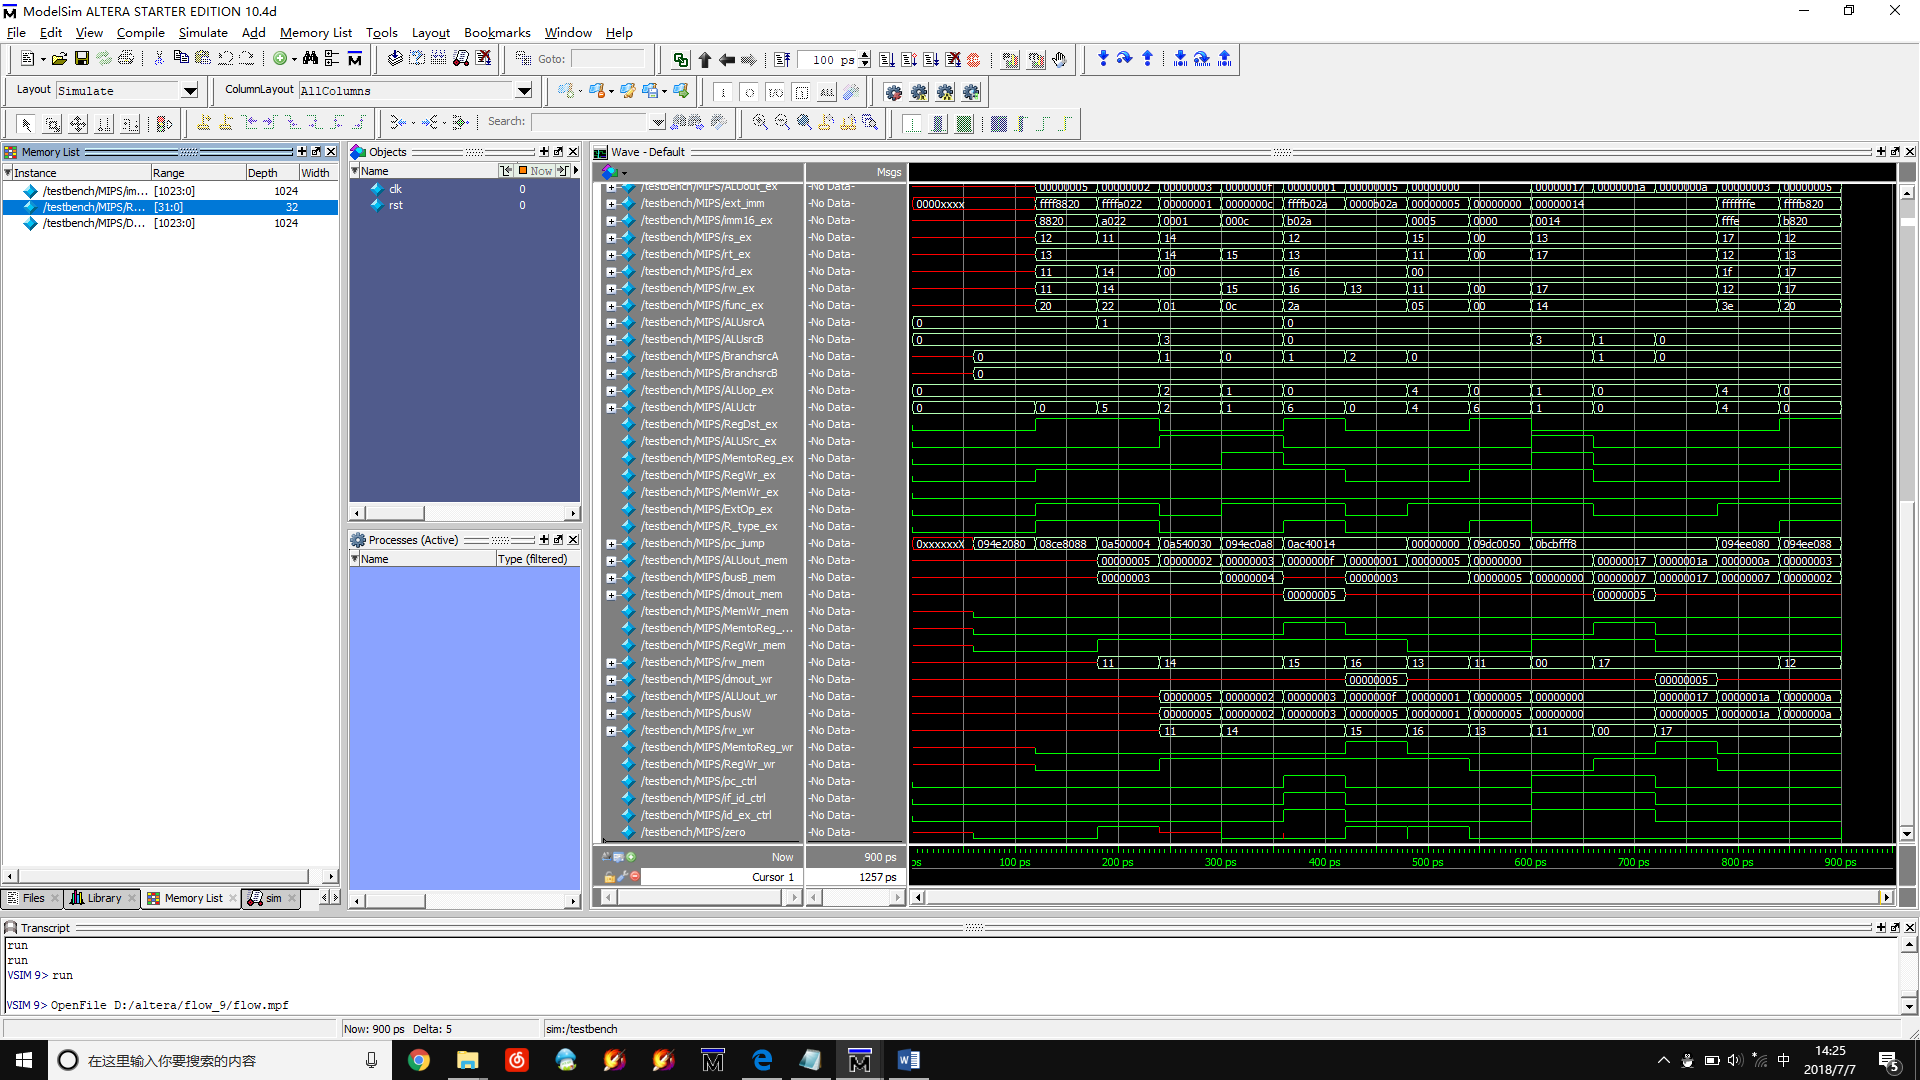 ModelSim ALTERA STARTER EDITION 10.4d
File Edit View Compile Simulate Add Memory List Tools Layout Bookmarks Window Help
Goto: 100 ps
Layout Simulate ColumnLayout AllColumns
Search:
Memory List
Instance Range Depth Width
/testbench/MIPS/im... [1023:0] 1024
/testbench/MIPS/R... [31:0] 32
/testbench/MIPS/D... [1023:0] 1024
Files Library Memory List sim
Objects
Name Now
clk 0
rst 0
Processes (Active)
Name Type (filtered)
Wave - Default
Msgs
/testbench/MIPS/ALUout_ex -No Data- 00000005 00000002 00000003 0000000f 00000001 00000005 00000000 00000017 0000001a 0000000a 00000003 00000005
/testbench/MIPS/ext_imm -No Data- 0000xxxx ffff8820 ffffa022 00000001 0000000c ffffb02a 0000b02a 00000005 00000000 00000014 fffffffe ffffb820
/testbench/MIPS/imm16_ex -No Data- 8820 a022 0001 000c b02a 0005 0000 0014 fffe b820
/testbench/MIPS/rs_ex -No Data- 12 11 14 12 15 00 13 17 12
/testbench/MIPS/rt_ex -No Data- 13 14 15 13 11 00 17 12 13
/testbench/MIPS/rd_ex -No Data- 11 14 00 16 00 1f 17
/testbench/MIPS/rw_ex -No Data- 11 14 15 16 13 11 00 17 12 17
/testbench/MIPS/func_ex -No Data- 20 22 01 0c 2a 05 00 14 3e 20
/testbench/MIPS/ALUsrcA -No Data- 0 1 0
/testbench/MIPS/ALUsrcB -No Data- 0 3 0 3 1 0
/testbench/MIPS/BranchsrcA -No Data- 0 1 0 1 2 0 1 0
/testbench/MIPS/BranchsrcB -No Data- 0
/testbench/MIPS/ALUop_ex -No Data- 0 2 1 0 4 0 1 0 4 0
/testbench/MIPS/ALUctr -No Data- 0 0 5 2 1 6 0 4 6 1 0 4 0
/testbench/MIPS/RegDst_ex -No Data-
/testbench/MIPS/ALUSrc_ex -No Data-
/testbench/MIPS/MemtoReg_ex -No Data-
/testbench/MIPS/RegWr_ex -No Data-
/testbench/MIPS/MemWr_ex -No Data-
/testbench/MIPS/ExtOp_ex -No Data-
/testbench/MIPS/R_type_ex -No Data-
/testbench/MIPS/pc_jump -No Data- 0xxxxxxX 094e2080 08ce8088 0a500004 0a540030 094ec0a8 0ac40014 00000000 09dc0050 0bcbfff8 094ee080 094ee088
/testbench/MIPS/ALUout_mem -No Data- 00000005 00000002 00000003 0000000f 00000001 00000005 00000000 00000017 0000001a 0000000a 00000003
/testbench/MIPS/busB_mem -No Data- 00000003 00000004 00000003 00000005 00000000 00000007 00000017 00000007 00000002
/testbench/MIPS/dmout_mem -No Data- 00000005 00000005
/testbench/MIPS/MemWr_mem -No Data-
/testbench/MIPS/MemtoReg_... -No Data-
/testbench/MIPS/RegWr_mem -No Data-
/testbench/MIPS/rw_mem -No Data- 11 14 15 16 13 11 00 17 12
/testbench/MIPS/dmout_wr -No Data- 00000005 00000005
/testbench/MIPS/ALUout_wr -No Data- 00000005 00000002 00000003 0000000f 00000001 00000005 00000000 00000017 0000001a 0000000a
/testbench/MIPS/busW -No Data- 00000005 00000002 00000003 00000005 00000001 00000005 00000000 00000005 0000001a 0000000a
/testbench/MIPS/rw_wr -No Data- 11 14 15 16 13 11 00 17
/testbench/MIPS/MemtoReg_wr -No Data-
/testbench/MIPS/RegWr_wr -No Data-
/testbench/MIPS/pc_ctrl -No Data-
/testbench/MIPS/if_id_ctrl -No Data-
/testbench/MIPS/id_ex_ctrl -No Data-
/testbench/MIPS/zero -No Data-
Now 900 ps ps 100 ps 200 ps 300 ps 400 ps 500 ps 600 ps 700 ps 800 ps 900 ps
Cursor 1 1257 ps
Transcript
run
run
VSIM 9> run
VSIM 9> OpenFile D:/altera/flow_9/flow.mpf
Now: 900 ps Delta: 5 sim:/testbench
在这里输入你要搜索的内容
中
14:25
2018/7/7
5